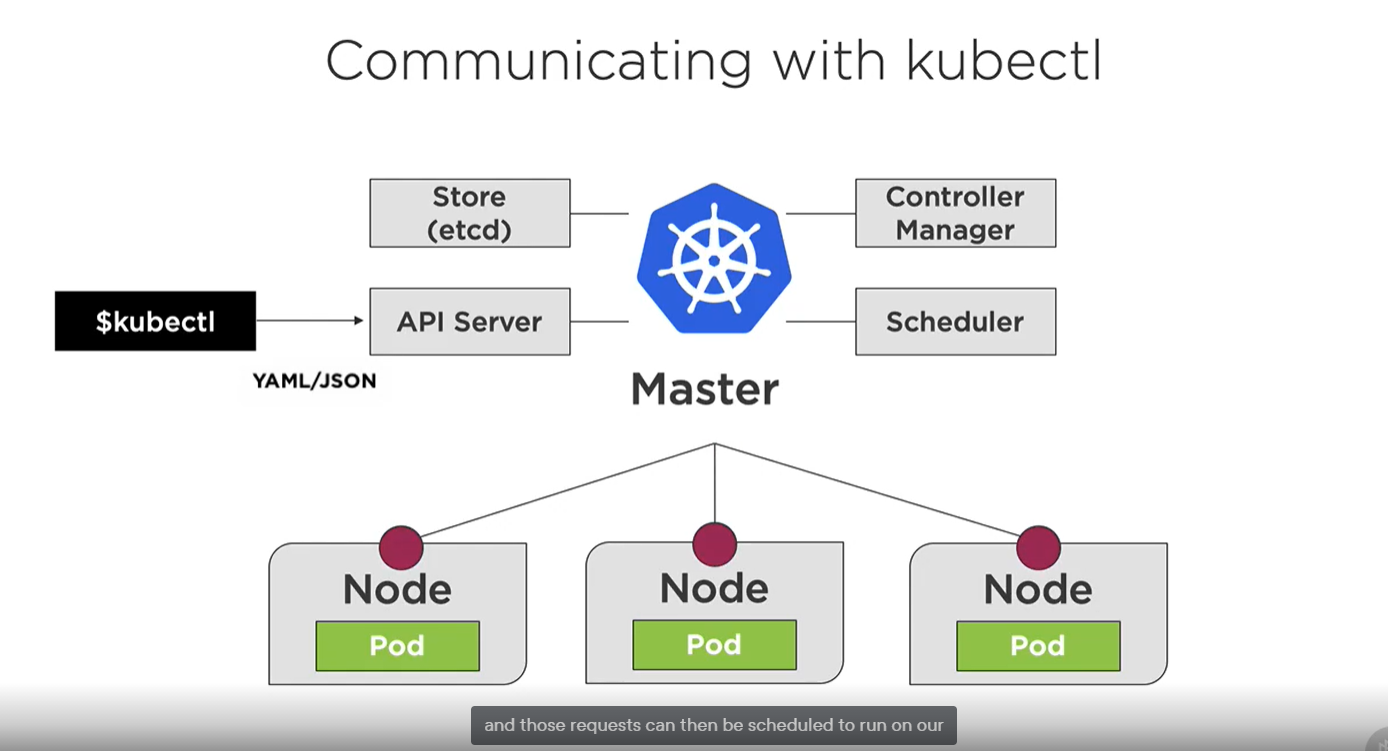 Communicating with kubectl
Store
(etcd)
Controller
Manager
$kubectl
API Server
Scheduler
YAML/JSON
Master
Node
Node
Node
Pod
Pod
Pod
and those requests can then be scheduled to run on our